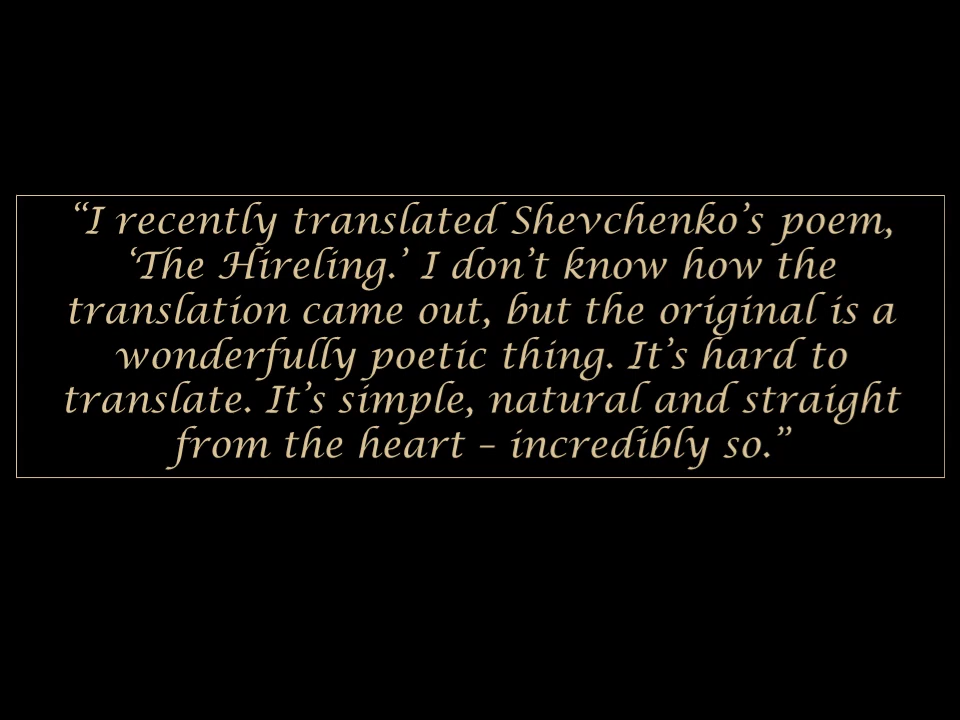 “I recently translated Shevchenko’s poem,
‘The Hireling.’ I don’t know how the
translation came out, but the original is a
wonderfully poetic thing. It’s hard to
translate. It’s simple, natural and straight
from the heart – incredibly so.”